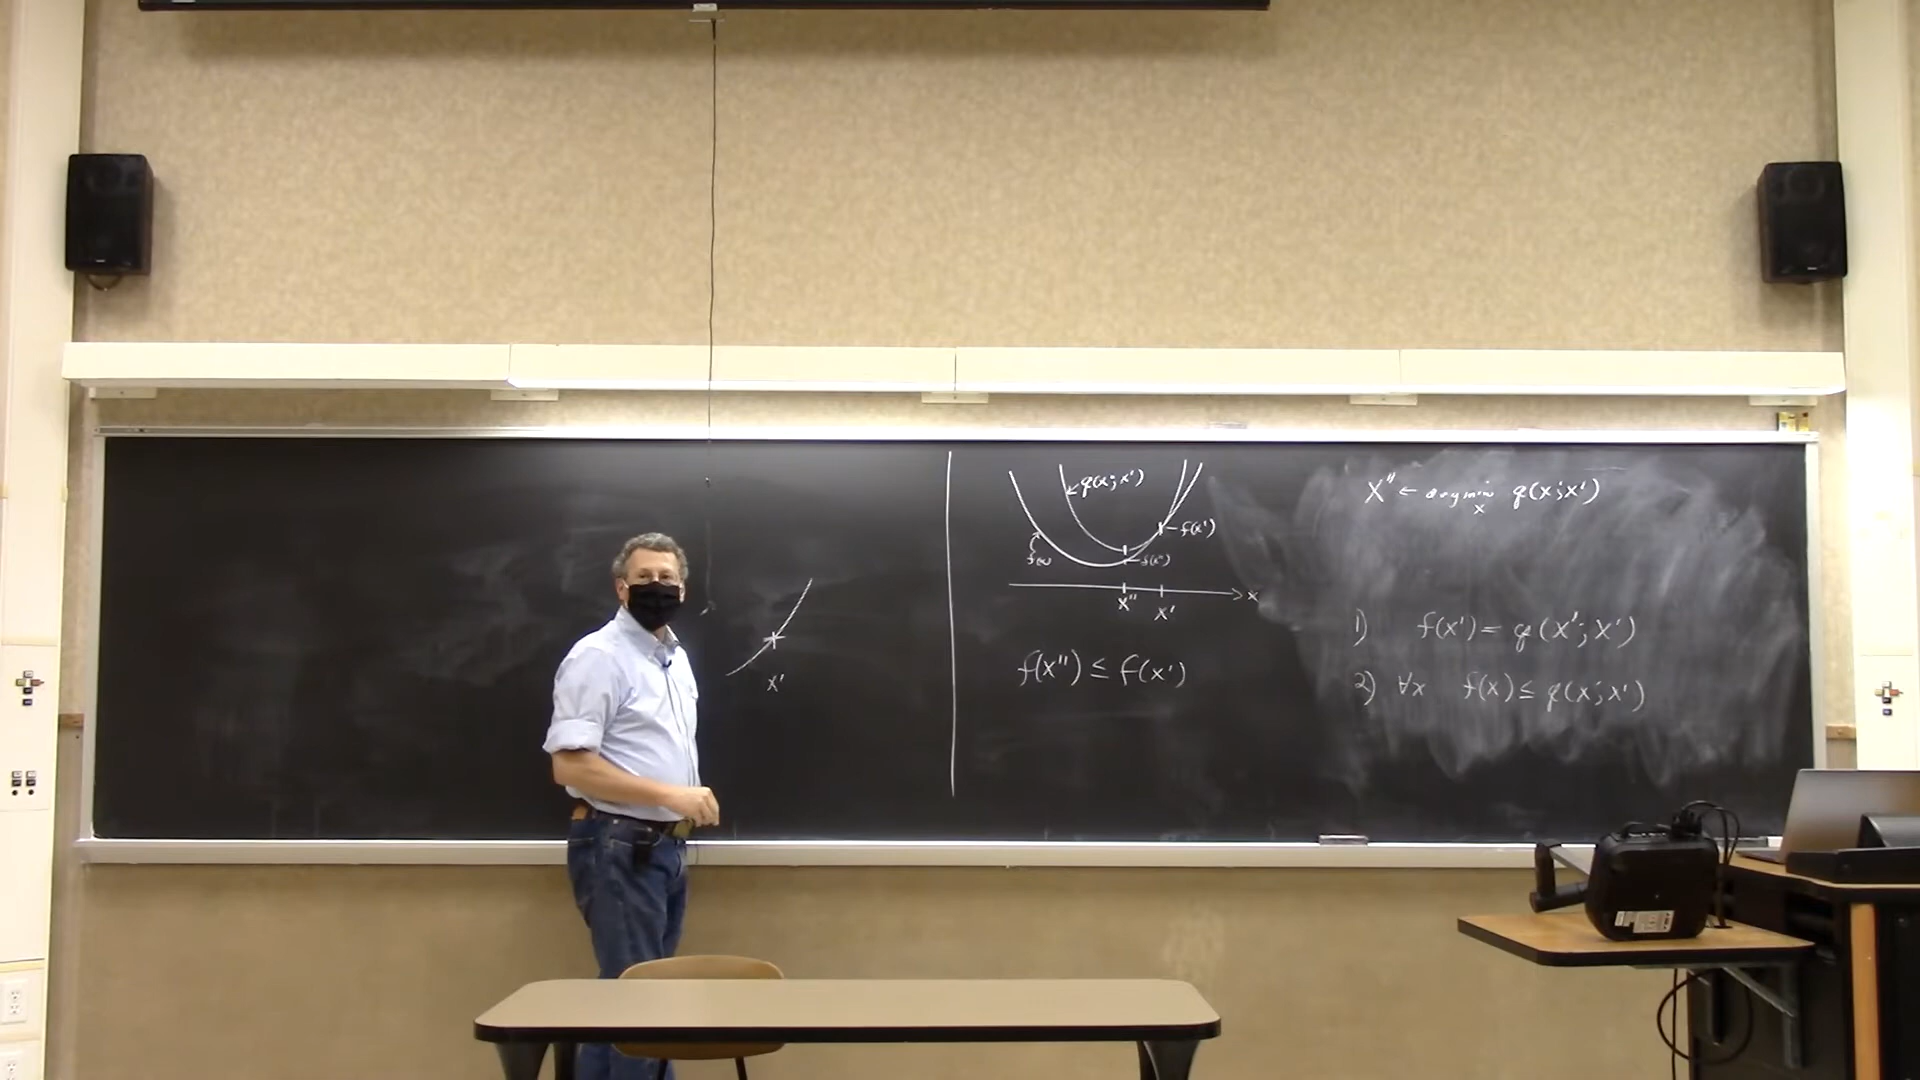 x'
q(x; x')
f(x')
f(x)
f(x'')
x
x'' x'
f(x'') ≤ f(x')
x'' ← argmin q(x; x')
x
1) f(x') = q(x'; x')
2) ∀x f(x) ≤ q(x; x')